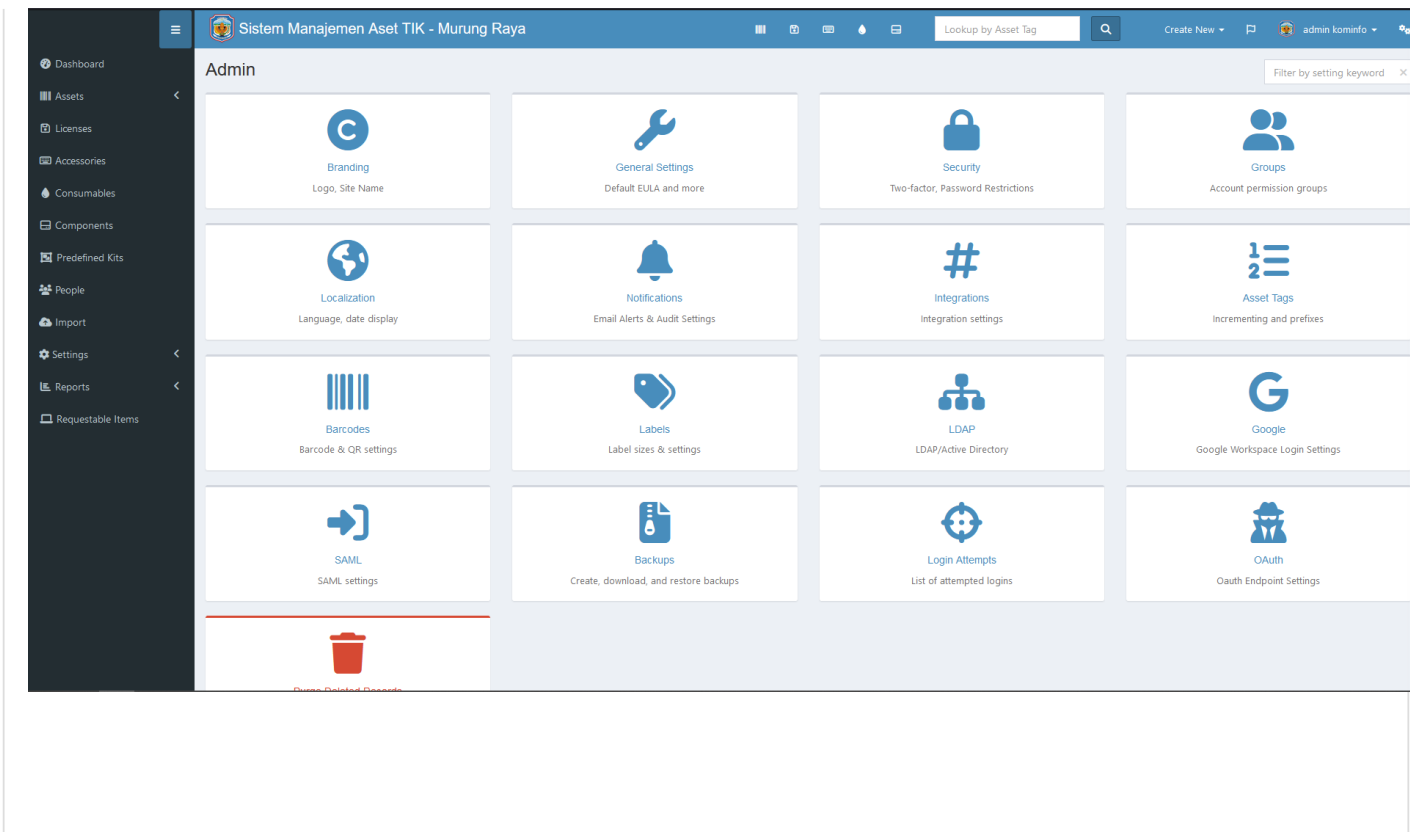 Sistem Manajemen Aset TIK - Murung Raya
Lookup by Asset Tag
Create New
admin kominfo
Dashboard
Assets
Licenses
Accessories
Consumables
Components
Predefined Kits
People
Import
Settings
Reports
Requestable Items
Admin
Filter by setting keyword
Branding
Logo, Site Name
General Settings
Default EULA and more
Security
Two-factor, Password Restrictions
Groups
Account permission groups
Localization
Language, date display
Notifications
Email Alerts & Audit Settings
Integrations
Integration settings
Asset Tags
Incrementing and prefixes
Barcodes
Barcode & QR settings
Labels
Label sizes & settings
LDAP
LDAP/Active Directory
Google
Google Workspace Login Settings
SAML
SAML settings
Backups
Create, download, and restore backups
Login Attempts
List of attempted logins
OAuth
Oauth Endpoint Settings
Purge Deleted Records